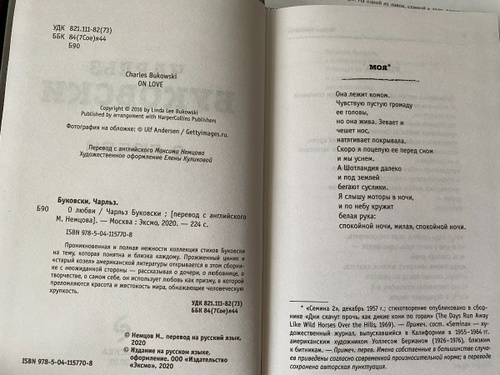 УДК 821.111-82(73)
ББК 84(7Сое)я44
Б90
Charles Bukowski
ON LOVE
Copyright © 2016 by Linda Lee Bukowski
Published by arrangement with HarperCollins Publishers
Фотография на обложке: © Ulf Andersen / Gettyimages.ru.
Перевод с английского Максима Немцова
Художественное оформление Елены Куликовой
Буковски, Чарльз.
Б90 О любви / Чарльз Буковски ; [перевод с английского
М. Немцова]. — Москва : Эксмо, 2020. — 224 с.
ISBN 978-5-04-115770-8
Проникновенная и полная нежности коллекция стихов Буковски
на тему, которая понятна и близка каждому. Прожженный циник и
«старый козел» американской литературы открывается в этом сборни-
ке с неожиданной стороны — рассказывая о дочери, о любовнице, о
творчестве, о самом себе, он использует любовь как призму, в которой
преломляются красота и жестокость мира, обнажающие человеческую
хрупкость.
УДК 821.111-82(73)
ББК 84(7Сое)я44
© Немцов М., перевод на русский язык,
2020
© Издание на русском языке,
оформление. ООО «Издательство
«Эксмо», 2020
ISBN 978-5-04-115770-8
МОЯ*
Она лежит комом.
Чувствую пустую громаду
ее головы,
но она жива. Зевает и
чешет нос,
натягивает покрывала.
Скоро я поцелую ее перед сном
и мы уснем.
А Шотландия далеко
и под землей
бегают суслики.
Я слышу моторы в ночи,
и по небу кружит
белая рука:
спокойной ночи, милая, спокойной ночи.
* «Семина 2», декабрь 1957 г.; стихотворение опубликовано в сбор-
нике «Дни скачут прочь, как дикие кони по горам» (The Days Run Away
Like Wild Horses Over the Hills, 1969). — Примеч. сост. «Semina» — ху-
дожественный журнал, выпускавшийся в Калифорнии в 1955–1964 гг.
американским художником Уоллесом Берманом (1926–1976), близким
к битникам. — Примеч. перев. Имена собственные в большинстве случа-
ев приведены согласно современной произносительной норме; в переводе
сохранена авторская пунктуация.